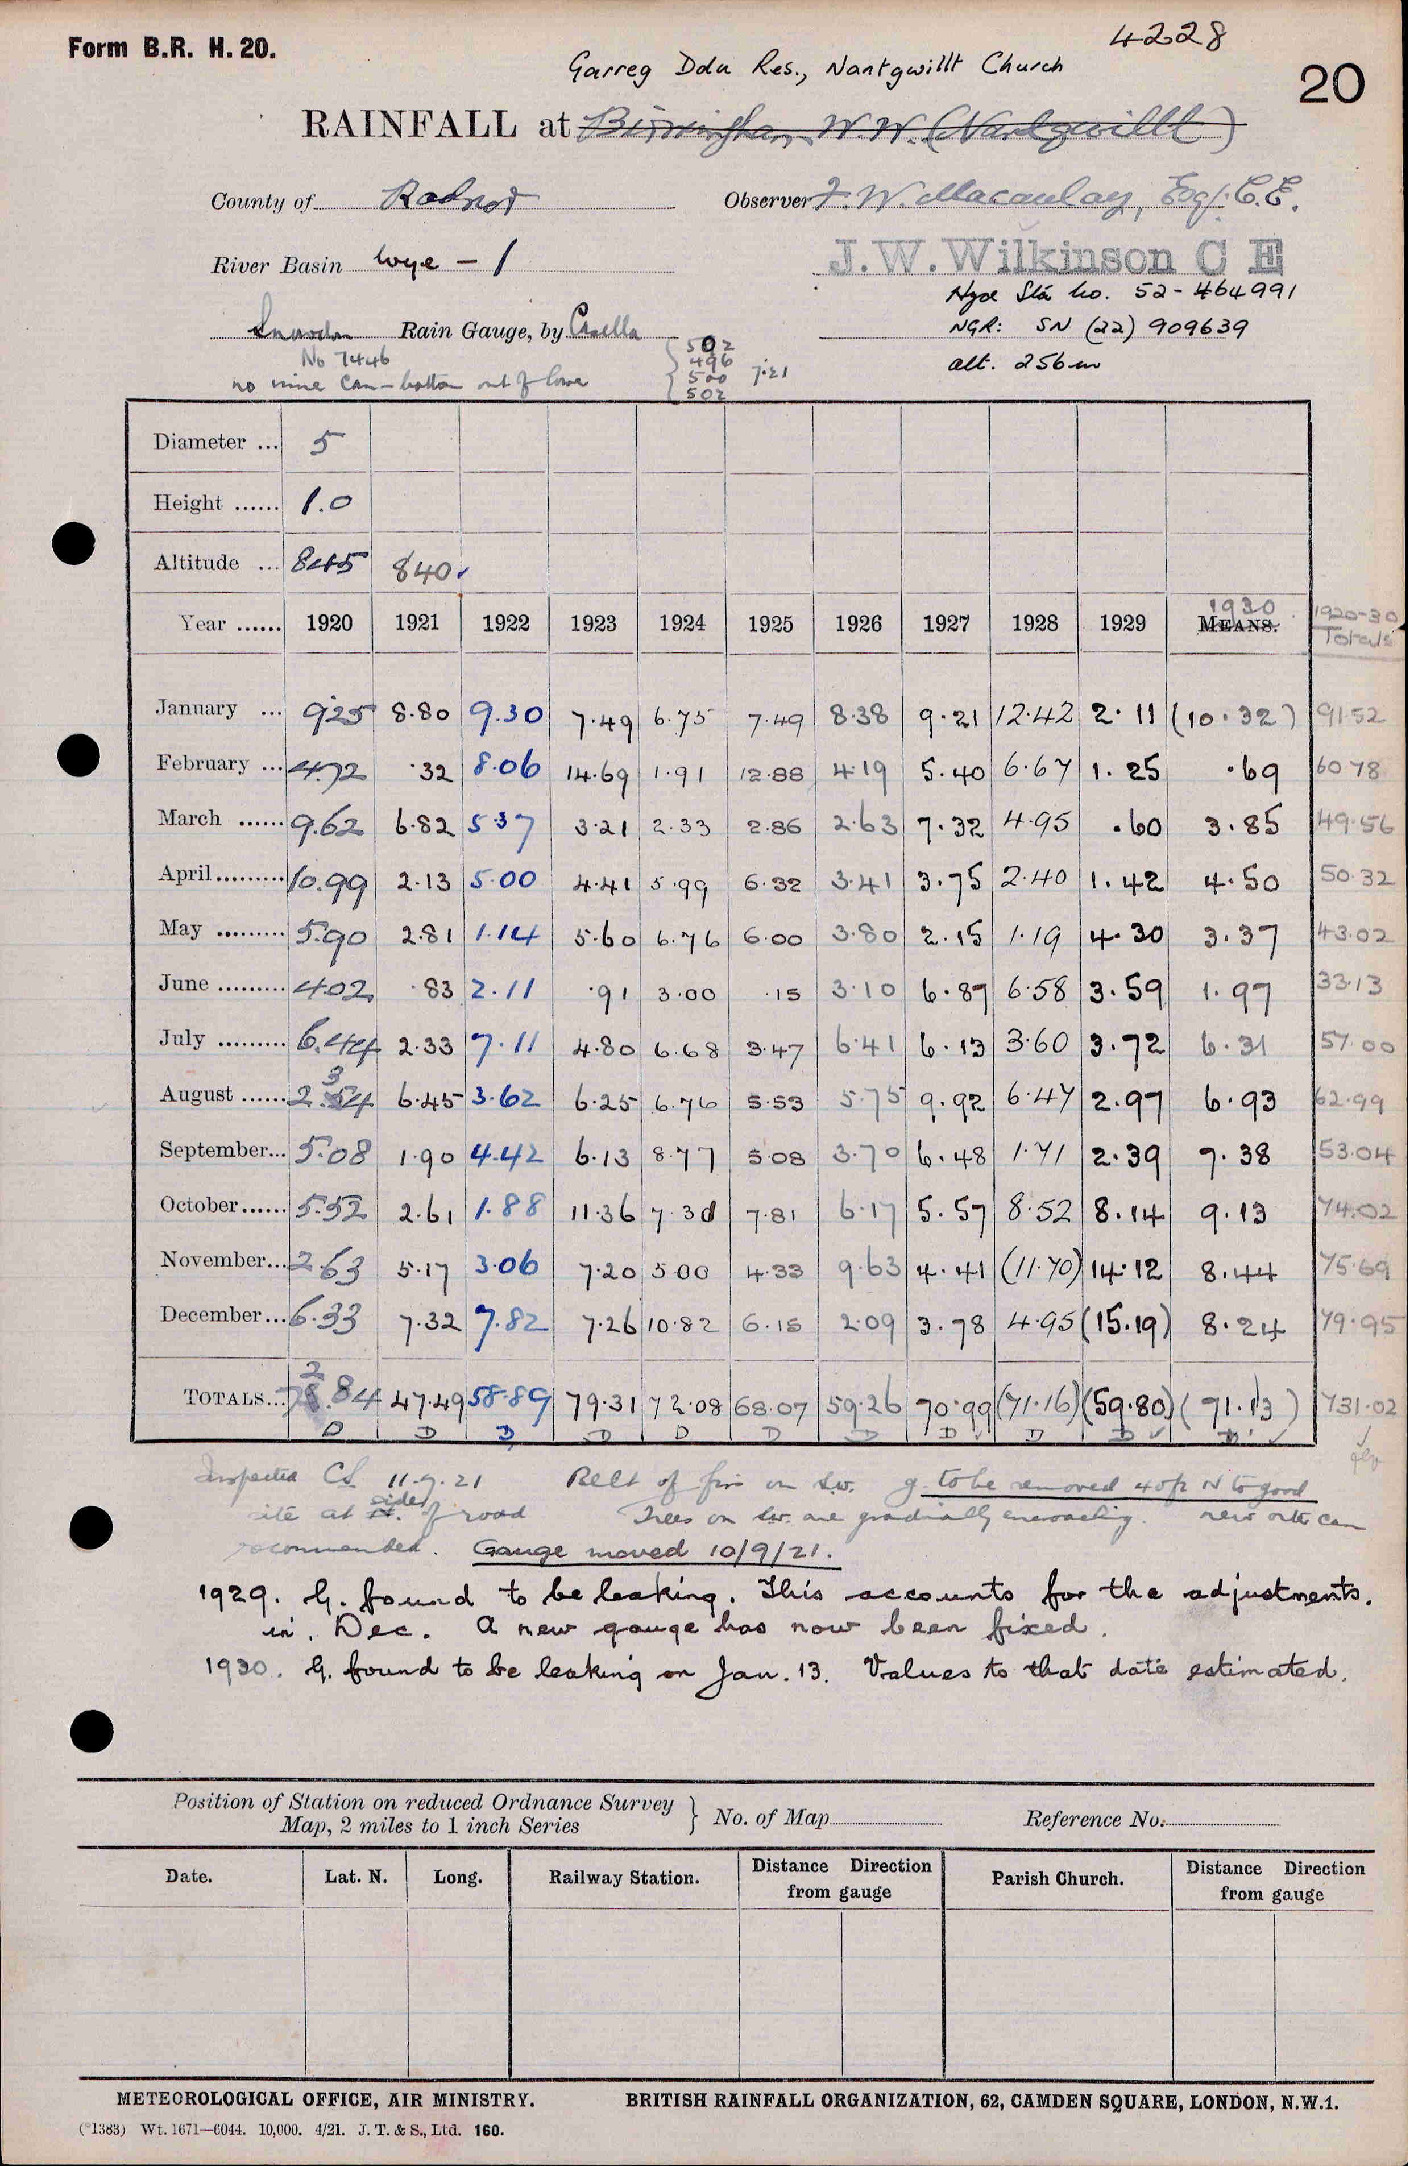 Form B.R. H. 20.
4228
Garreg Ddu Res., Nantgwillt Church
20
RAINFALL at Birmingham W.W. (Nantgwillt)
County of Radnor Observer F. W. Macaulay, Esq. C.E.
River Basin Wye – 1 J.W. Wilkinson C E
Hyd Sta no. 52-464991
Snowdon Rain Gauge, by Casella NGR: SN (22) 909639
No 7446 alt. 256m
no inner can – bottom out of lower
502
496
500 7.21
502
Diameter ... 5
Height ...... 1.0
Altitude ... 845 840
Year ...... 1920 1921 1922 1923 1924 1925 1926 1927 1928 1929 MEANS. 1930 1920-30 Totals
January ... 9.25 8.80 9.30 7.49 6.75 7.49 8.38 9.21 12.42 2.11 (10.32) 91.52
February ... 4.72 .32 8.06 14.69 1.91 12.88 4.19 5.40 6.67 1.25 .69 60.78
March ...... 9.62 6.82 5.37 3.21 2.33 2.86 2.63 7.32 4.95 .60 3.85 49.56
April ......... 10.99 2.13 5.00 4.41 5.99 6.32 3.41 3.75 2.40 1.42 4.50 50.32
May ......... 5.90 2.81 1.14 5.60 6.76 6.00 3.80 2.15 1.19 4.30 3.37 43.02
June ......... 4.02 .83 2.11 .91 3.00 .15 3.10 6.87 6.58 3.59 1.97 33.13
July ......... 6.44 2.33 7.11 4.80 6.68 3.47 6.41 6.13 3.60 3.72 6.31 57.00
3
August ...... 2.54 6.45 3.62 6.25 6.76 5.53 5.75 9.92 6.47 2.97 6.93 62.99
September... 5.08 1.90 4.42 6.13 8.77 5.08 3.70 6.48 1.71 2.39 7.38 53.04
October...... 5.52 2.61 1.88 11.36 7.30 7.81 6.17 5.57 8.52 8.14 9.13 74.02
November... 2.63 5.17 3.06 7.20 5.00 4.33 9.63 4.41 (11.70) 14.12 8.44 75.69
December... 6.33 7.32 7.82 7.26 10.82 6.15 2.09 3.78 4.95 (15.19) 8.24 79.95
TOTALS... 72.84 47.49 58.89 79.31 72.08 68.07 59.26 70.99 (71.16) (59.80) (71.13) 731.02
D D D D D D D D D D D
Inspected CS 11.7.21 Belt of firs on SW. g. to be removed 40ft N to good
site at side of road Trees on SW. are gradually encroaching. new site can
recommended. Gauge moved 10/9/21.
1929. G. found to be leaking. This accounts for the adjustments.
in. Dec. A new gauge has now been fixed.
1930. G. found to be leaking on Jan. 13. Values to that date estimated.
Position of Station on reduced Ordnance Survey
Map, 2 miles to 1 inch Series } No. of Map Reference No.
Date. Lat. N. Long. Railway Station. Distance Direction from gauge Parish Church. Distance Direction from gauge
METEOROLOGICAL OFFICE, AIR MINISTRY. BRITISH RAINFALL ORGANIZATION, 62, CAMDEN SQUARE, LONDON, N.W.1.
(*1383) Wt. 1671—6044. 10,000. 4/21. J. T. & S., Ltd. 160.